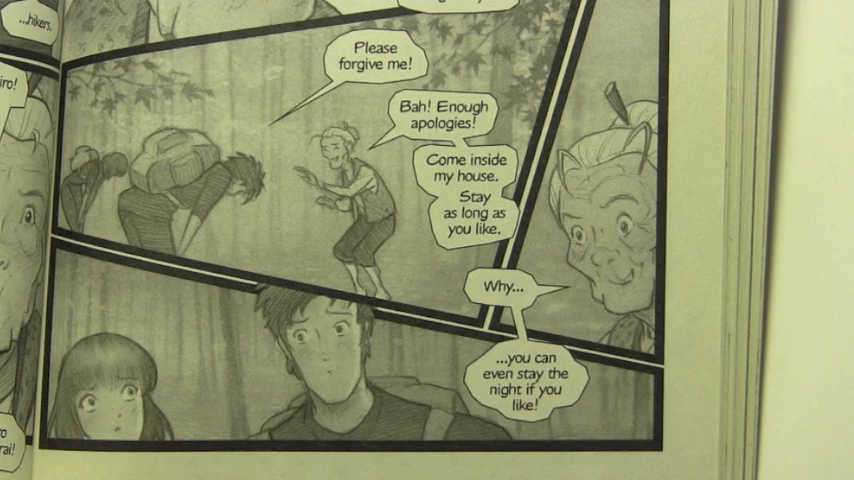 ...hikers.
iro!
Please
forgive me!
Bah! Enough
apologies!
Come inside
my house.
Stay
as long as
you like.
Why...
...you can
even stay the
night if you
like!
rai!